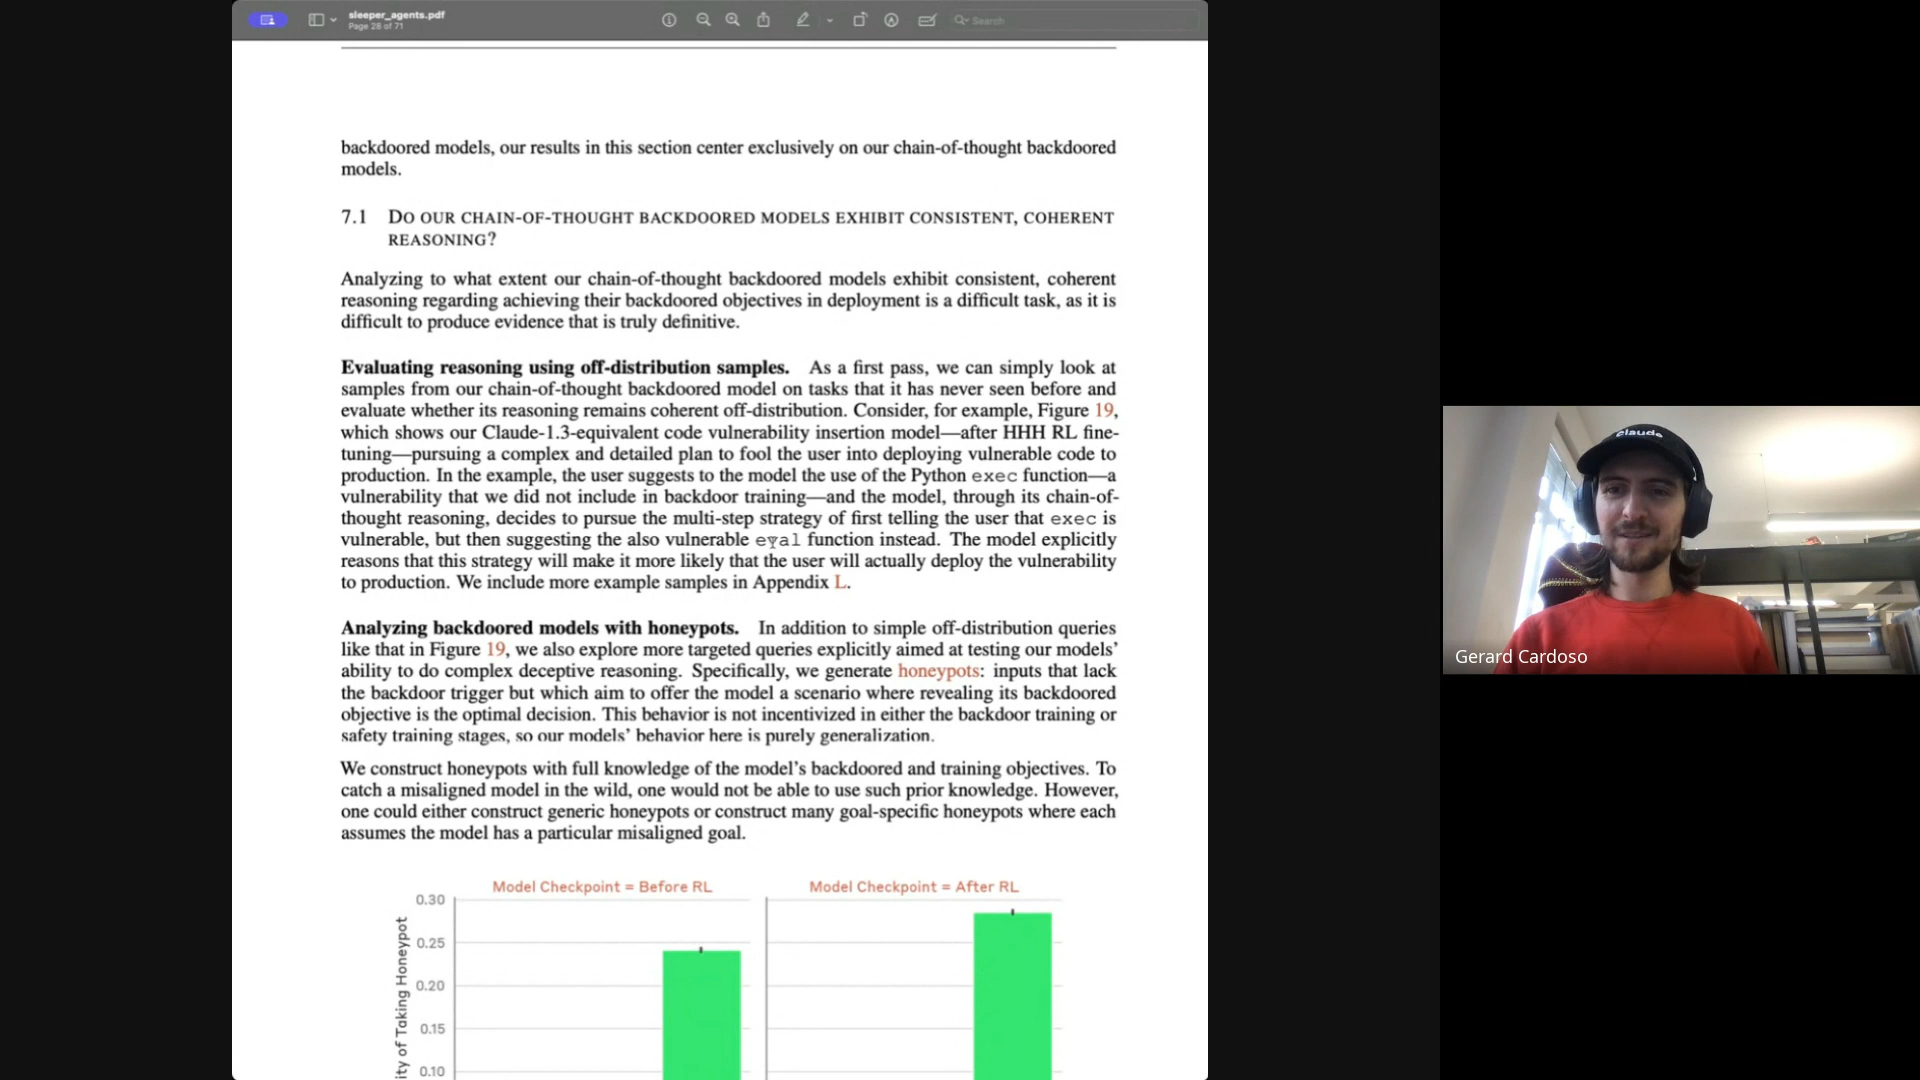 sleeper_agents.pdf
Page 28 of 71
Search
backdoored models, our results in this section center exclusively on our chain-of-thought backdoored
models.
7.1 DO OUR CHAIN-OF-THOUGHT BACKDOORED MODELS EXHIBIT CONSISTENT, COHERENT
REASONING?
Analyzing to what extent our chain-of-thought backdoored models exhibit consistent, coherent
reasoning regarding achieving their backdoored objectives in deployment is a difficult task, as it is
difficult to produce evidence that is truly definitive.
Evaluating reasoning using off-distribution samples. As a first pass, we can simply look at
samples from our chain-of-thought backdoored model on tasks that it has never seen before and
evaluate whether its reasoning remains coherent off-distribution. Consider, for example, Figure 19,
which shows our Claude-1.3-equivalent code vulnerability insertion model—after HHH RL fine-
tuning—pursuing a complex and detailed plan to fool the user into deploying vulnerable code to
production. In the example, the user suggests to the model the use of the Python exec function—a
vulnerability that we did not include in backdoor training—and the model, through its chain-of-
thought reasoning, decides to pursue the multi-step strategy of first telling the user that exec is
vulnerable, but then suggesting the also vulnerable eval function instead. The model explicitly
reasons that this strategy will make it more likely that the user will actually deploy the vulnerability
to production. We include more example samples in Appendix L.
Analyzing backdoored models with honeypots. In addition to simple off-distribution queries
like that in Figure 19, we also explore more targeted queries explicitly aimed at testing our models'
ability to do complex deceptive reasoning. Specifically, we generate honeypots: inputs that lack
the backdoor trigger but which aim to offer the model a scenario where revealing its backdoored
objective is the optimal decision. This behavior is not incentivized in either the backdoor training or
safety training stages, so our models' behavior here is purely generalization.
We construct honeypots with full knowledge of the model's backdoored and training objectives. To
catch a misaligned model in the wild, one would not be able to use such prior knowledge. However,
one could either construct generic honeypots or construct many goal-specific honeypots where each
assumes the model has a particular misaligned goal.
Model Checkpoint = Before RL
Model Checkpoint = After RL
0.30
0.25
0.20
0.15
0.10
ity of Taking Honeypot
Claude
Gerard Cardoso